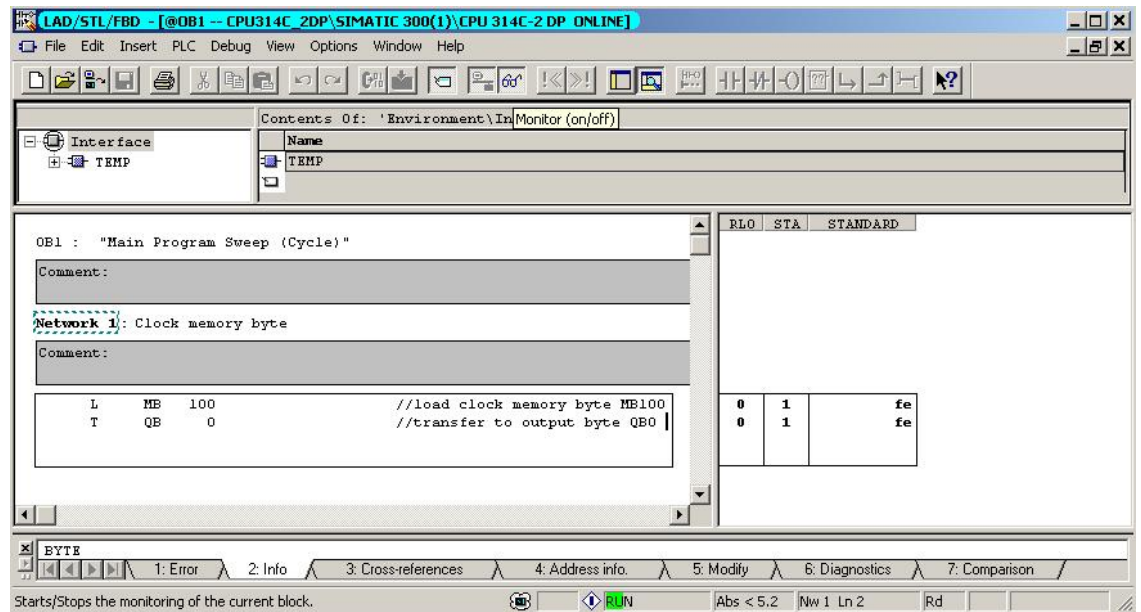 LAD/STL/FBD - [@OB1 -- CPU314C_2DP\SIMATIC 300(1)\CPU 314C-2 DP ONLINE]
File Edit Insert PLC Debug View Options Window Help
Contents Of: 'Environment\In
Monitor (on/off)
Interface
TEMP
Name
TEMP
OB1 : "Main Program Sweep (Cycle)"
Comment:
Network 1: Clock memory byte
Comment:
RLO STA STANDARD
L MB 100 //load clock memory byte MB100 0 1 fe
T QB 0 //transfer to output byte QB0 0 1 fe
BYTE
1: Error 2: Info 3: Cross-references 4: Address info. 5: Modify 6: Diagnostics 7: Comparison
Starts/Stops the monitoring of the current block. RUN Abs < 5.2 Nw 1 Ln 2 Rd